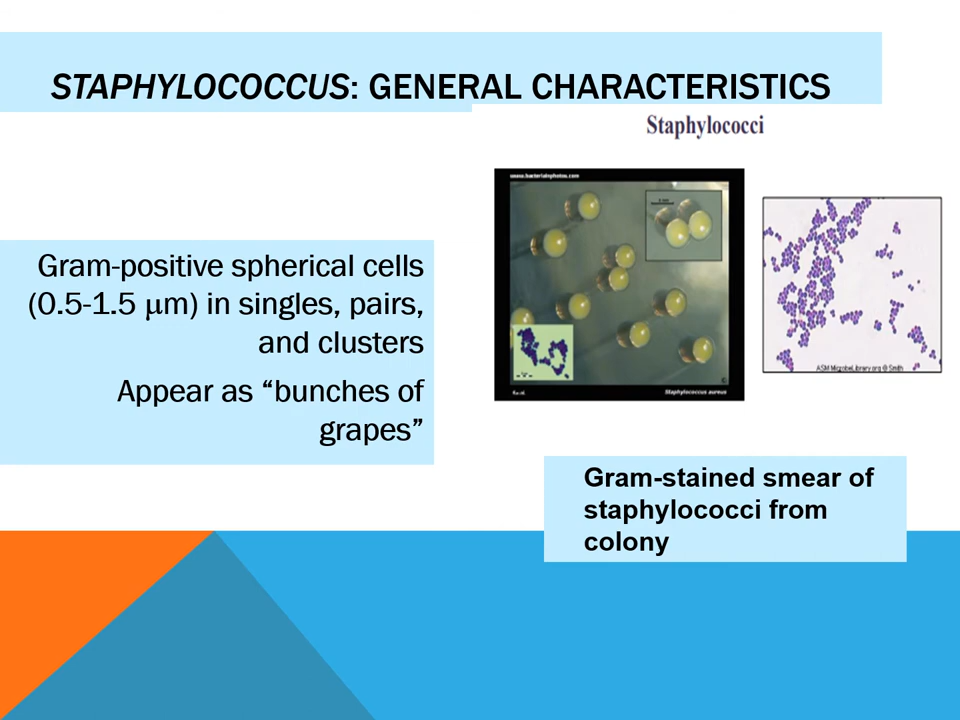 STAPHYLOCOCCUS: GENERAL CHARACTERISTICS
Staphylococci
www.bacteriainphotos.com
Gram-positive spherical cells
(0.5-1.5 μm) in singles, pairs,
and clusters
Appear as “bunches of
grapes”
Staphylococcus aureus
ASM MicrobeLibrary.org © Smith
Gram-stained smear of
staphylococci from
colony